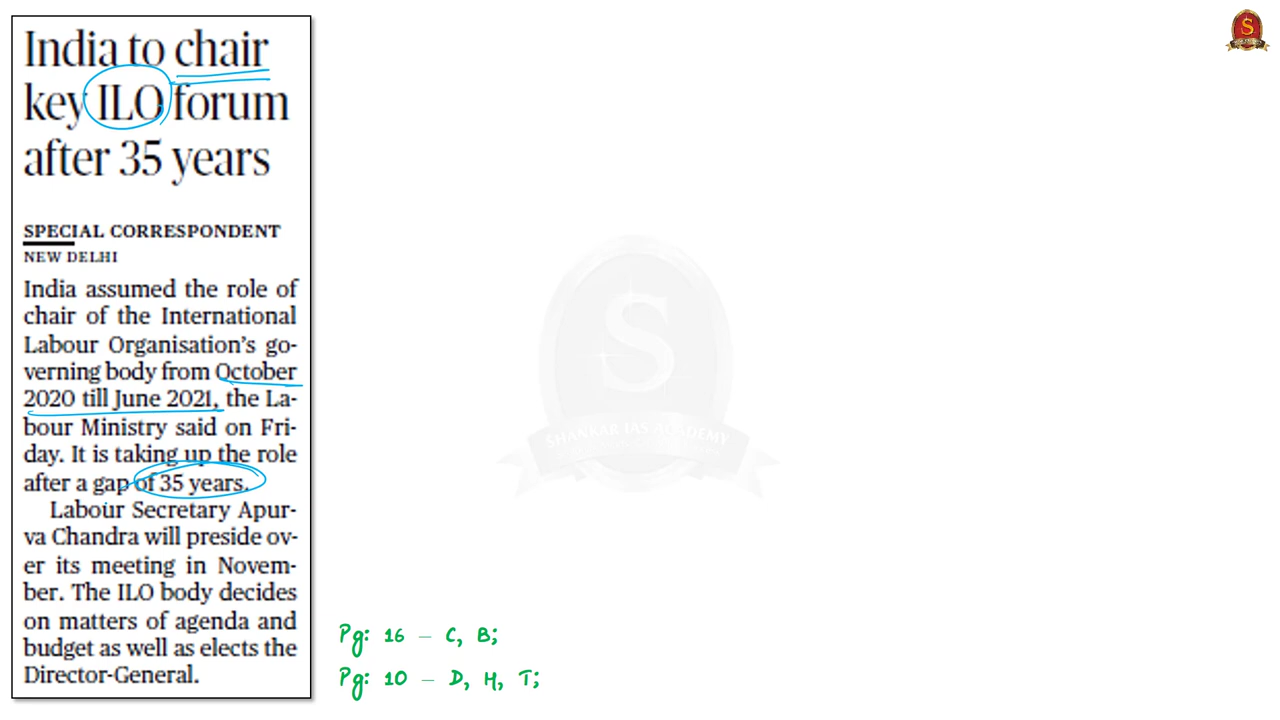 India to chair
key ILO forum
after 35 years
SPECIAL CORRESPONDENT
NEW DELHI
India assumed the role of
chair of the International
Labour Organisation's go-
verning body from October
2020 till June 2021, the La-
bour Ministry said on Fri-
day. It is taking up the role
after a gap of 35 years.
Labour Secretary Apur-
va Chandra will preside ov-
er its meeting in Novem-
ber. The ILO body decides
on matters of agenda and
budget as well as elects the
Director-General.
Pg: 16 – C, B;
Pg: 10 – D, H, T;
S
SHANKAR IAS ACADEMY
S